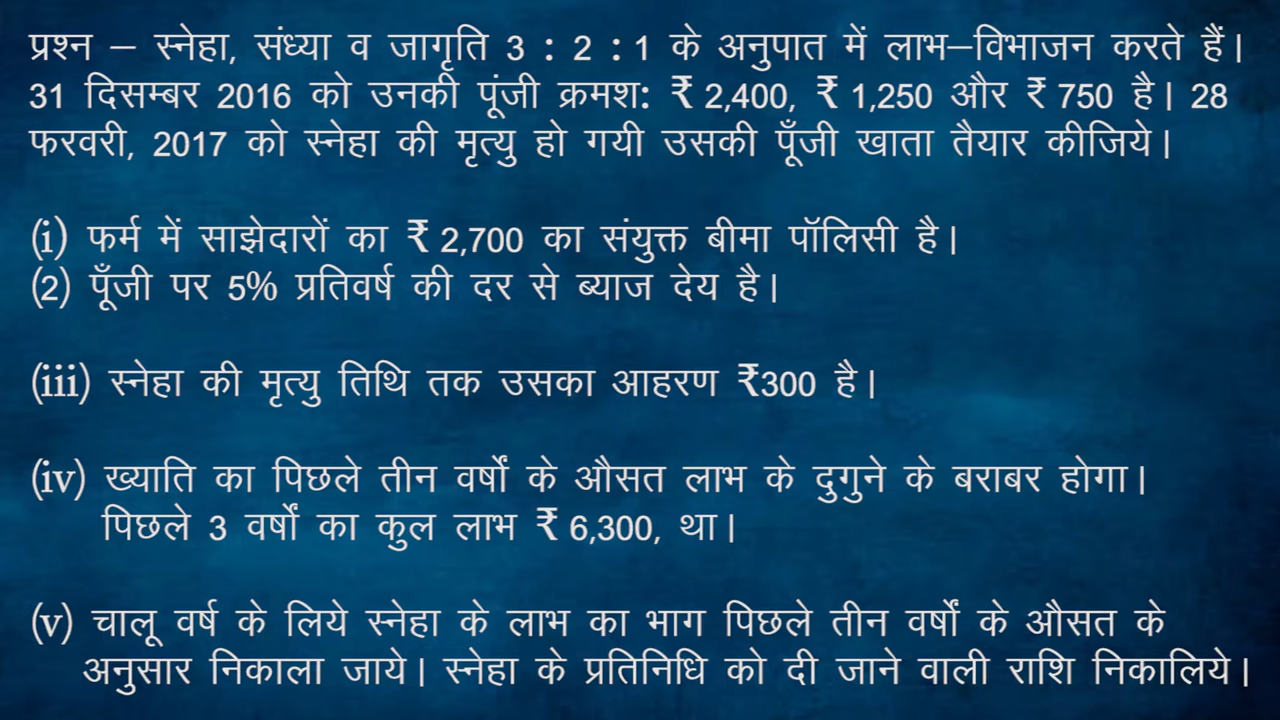 प्रश्न – स्नेहा, संध्या व जागृति 3 : 2 : 1 के अनुपात में लाभ–विभाजन करते हैं।
31 दिसम्बर 2016 को उनकी पूंजी क्रमश: ₹ 2,400, ₹ 1,250 और ₹ 750 है। 28
फरवरी, 2017 को स्नेहा की मृत्यु हो गयी उसकी पूँजी खाता तैयार कीजिये।
(i) फर्म में साझेदारों का ₹ 2,700 का संयुक्त बीमा पॉलिसी है।
(2) पूँजी पर 5% प्रतिवर्ष की दर से ब्याज देय है।
(iii) स्नेहा की मृत्यु तिथि तक उसका आहरण ₹300 है।
(iv) ख्याति का पिछले तीन वर्षों के औसत लाभ के दुगुने के बराबर होगा।
पिछले 3 वर्षों का कुल लाभ ₹ 6,300, था।
(v) चालू वर्ष के लिये स्नेहा के लाभ का भाग पिछले तीन वर्षों के औसत के
अनुसार निकाला जाये। स्नेहा के प्रतिनिधि को दी जाने वाली राशि निकालिये।